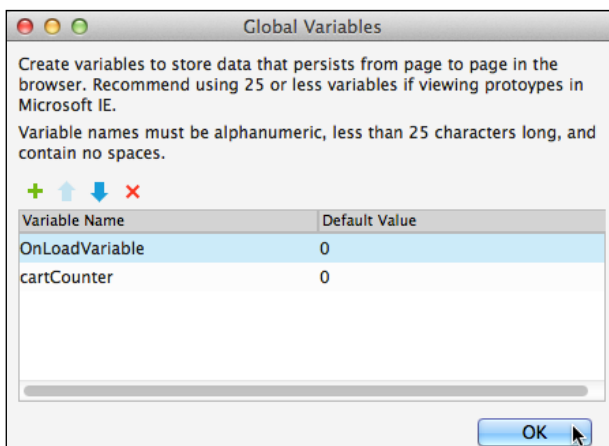 Global Variables
Create variables to store data that persists from page to page in the
browser. Recommend using 25 or less variables if viewing protoypes in
Microsoft IE.
Variable names must be alphanumeric, less than 25 characters long, and
contain no spaces.
Variable Name Default Value
OnLoadVariable 0
cartCounter 0
OK